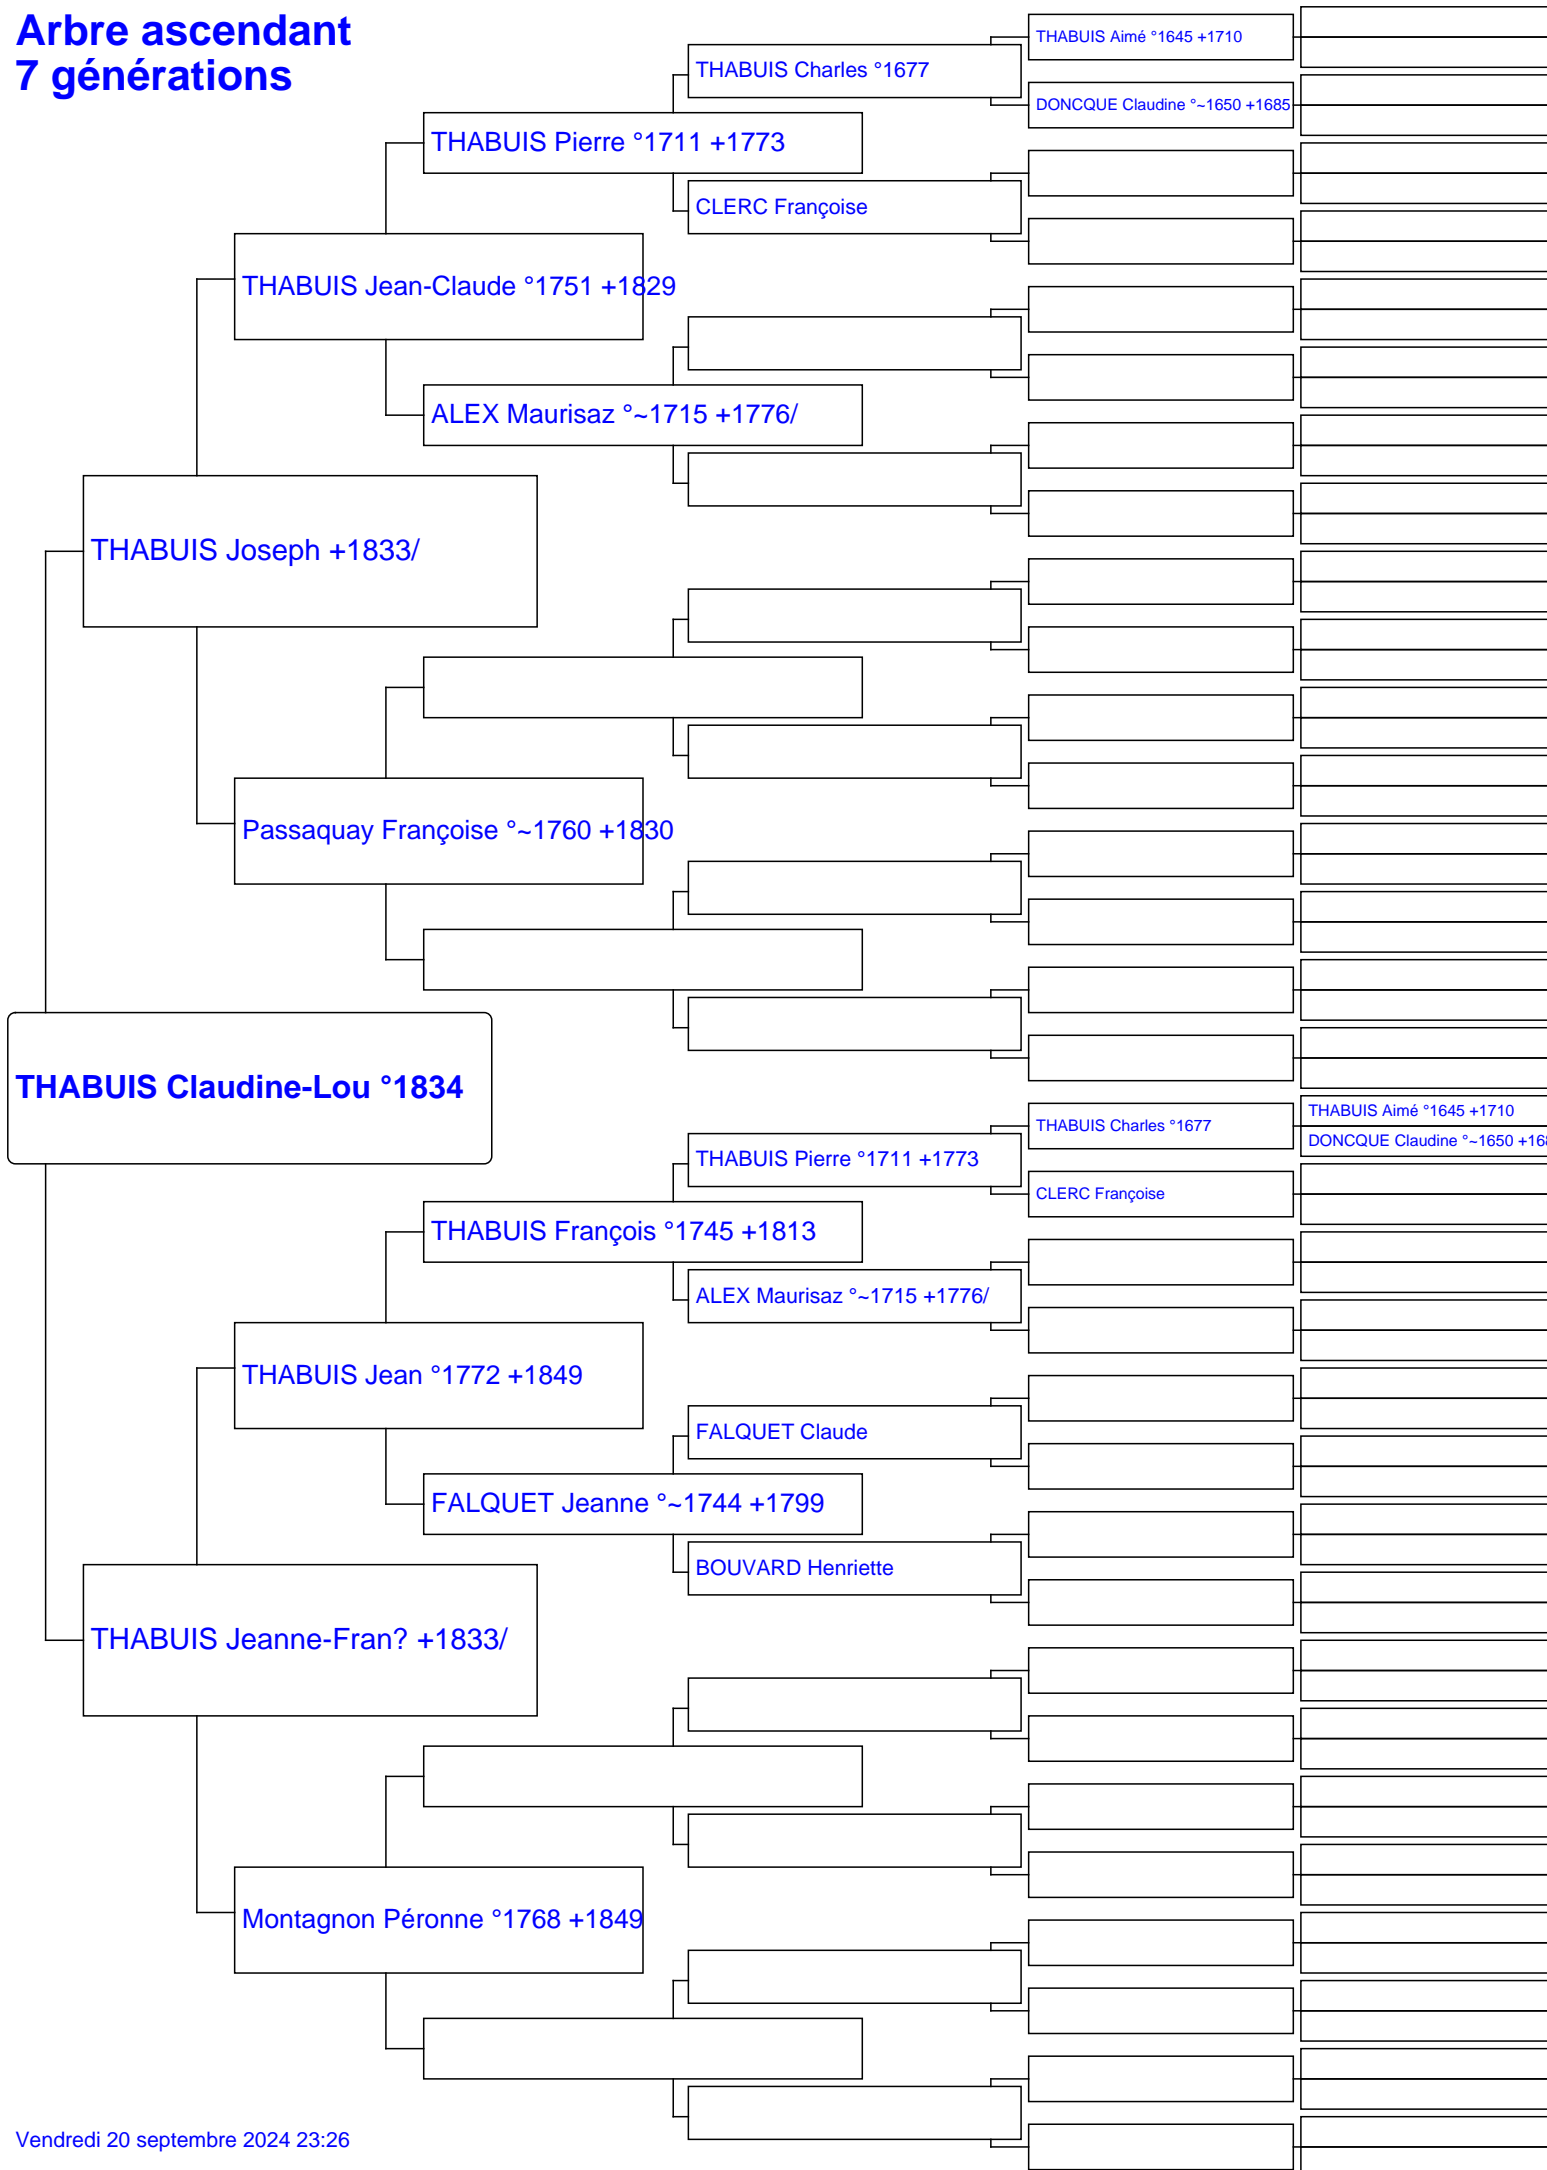 Arbre ascendant
7 générations
THABUIS Aimé °1645 +1710
THABUIS Charles °1677
DONCQUE Claudine °~1650 +1685
THABUIS Pierre °1711 +1773
CLERC Françoise
THABUIS Jean-Claude °1751 +1829
ALEX Maurisaz °~1715 +1776/
THABUIS Joseph +1833/
Passaquay Françoise °~1760 +1830
THABUIS Claudine-Lou °1834
THABUIS Charles °1677
THABUIS Aimé °1645 +1710
DONCQUE Claudine °~1650 +168
THABUIS Pierre °1711 +1773
CLERC Françoise
THABUIS François °1745 +1813
ALEX Maurisaz °~1715 +1776/
THABUIS Jean °1772 +1849
FALQUET Claude
FALQUET Jeanne °~1744 +1799
BOUVARD Henriette
THABUIS Jeanne-Fran? +1833/
Montagnon Péronne °1768 +1849
Vendredi 20 septembre 2024 23:26